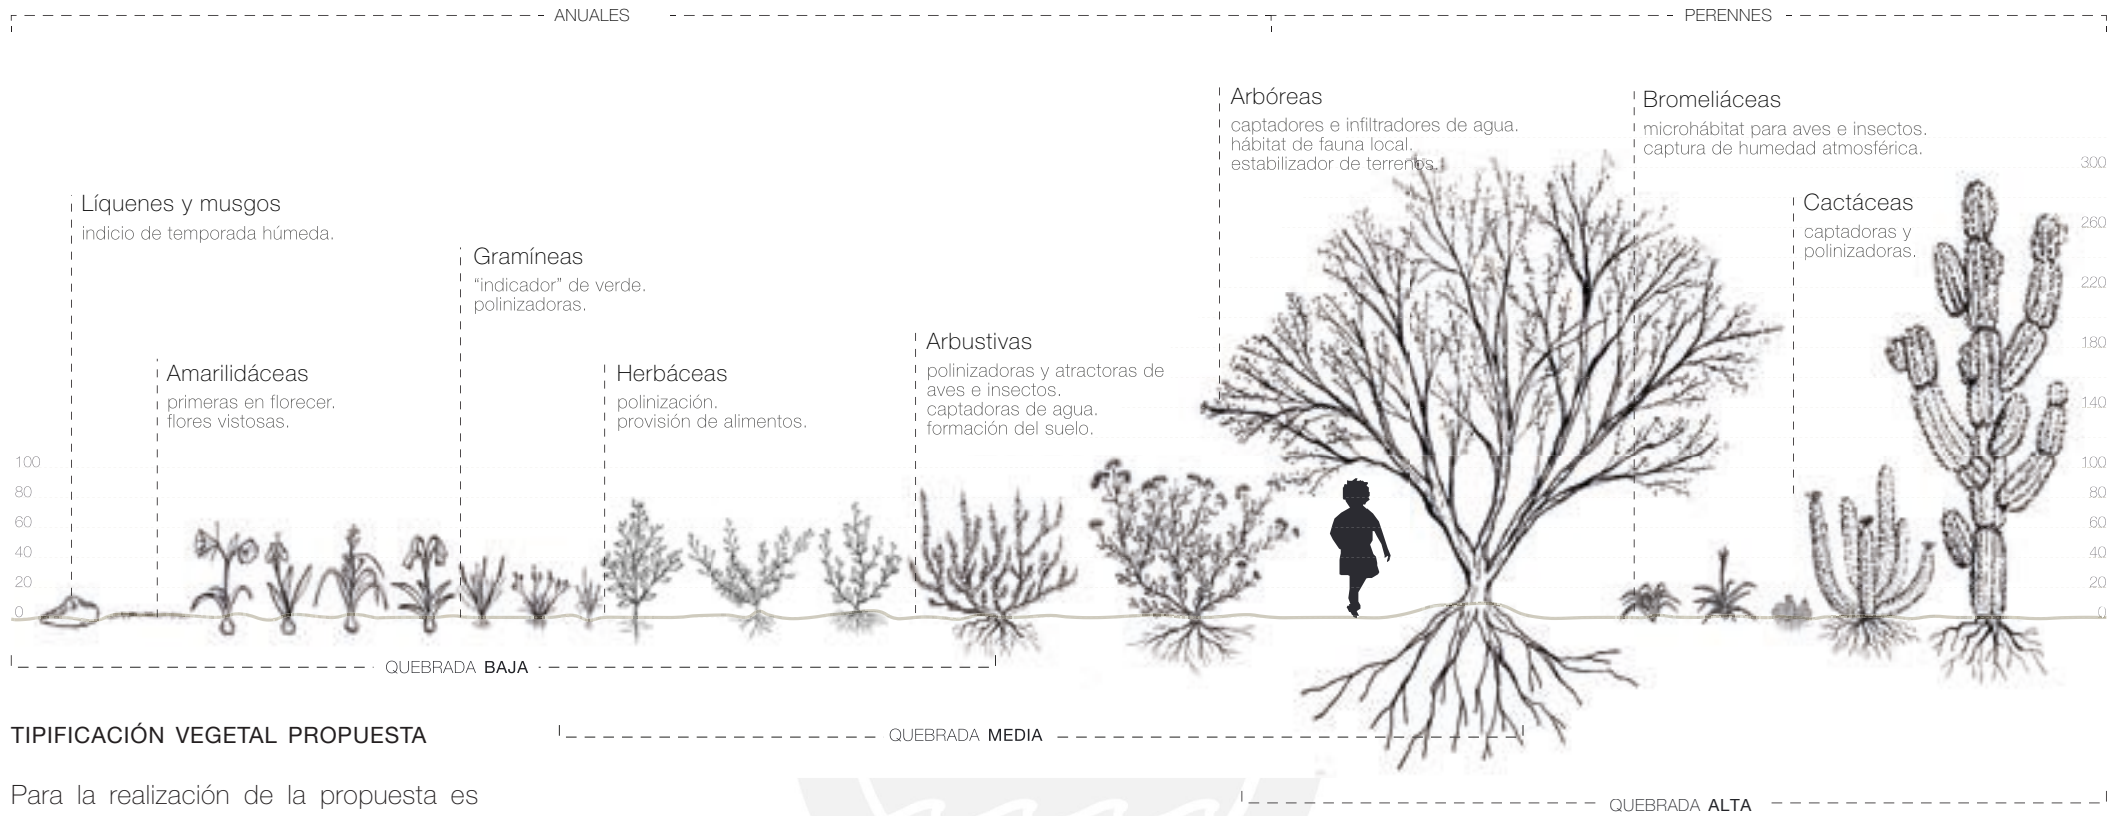 ANUALES
PERENNES
Líquenes y musgos
indicio de temporada húmeda.
Amarilidáceas
primeras en florecer.
flores vistosas.
Gramíneas
“indicador” de verde.
polinizadoras.
Herbáceas
polinización.
provisión de alimentos.
Arbustivas
polinizadoras y atractoras de
aves e insectos.
captadoras de agua.
formación del suelo.
Arbóreas
captadores e infiltradores de agua.
hábitat de fauna local.
estabilizador de terrenos.
Bromeliáceas
microhábitat para aves e insectos.
captura de humedad atmosférica.
Cactáceas
captadoras y
polinizadoras.
100
80
60
40
20
0
300
260
220
180
140
100
80
60
40
20
0
QUEBRADA BAJA
QUEBRADA MEDIA
QUEBRADA ALTA
TIPIFICACIÓN VEGETAL PROPUESTA
Para la realización de la propuesta es